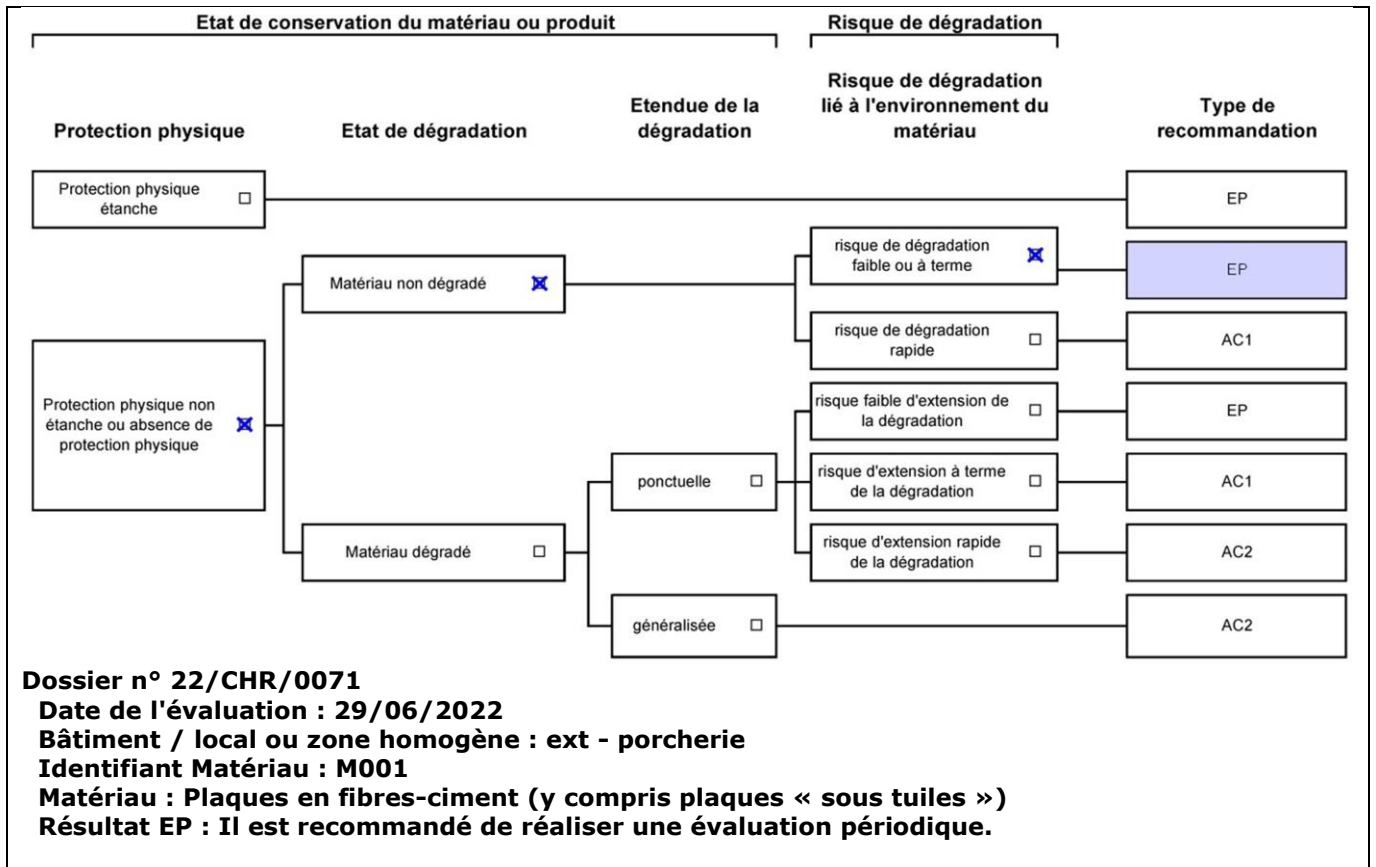 Etat de conservation du matériau ou produit
Risque de dégradation
Protection physique
Etat de dégradation
Etendue de la
dégradation
Risque de dégradation
lié à l'environnement du
matériau
Type de
recommandation
Protection physique
étanche
EP
risque de dégradation
faible ou à terme
EP
Matériau non dégradé
risque de dégradation
rapide
AC1
Protection physique non
étanche ou absence de
protection physique
risque faible d'extension de
la dégradation
EP
ponctuelle
risque d'extension à terme
de la dégradation
AC1
Matériau dégradé
risque d'extension rapide
de la dégradation
AC2
généralisée
AC2
Dossier n° 22/CHR/0071
Date de l'évaluation : 29/06/2022
Bâtiment / local ou zone homogène : ext - porcherie
Identifiant Matériau : M001
Matériau : Plaques en fibres-ciment (y compris plaques « sous tuiles »)
Résultat EP : Il est recommandé de réaliser une évaluation périodique.